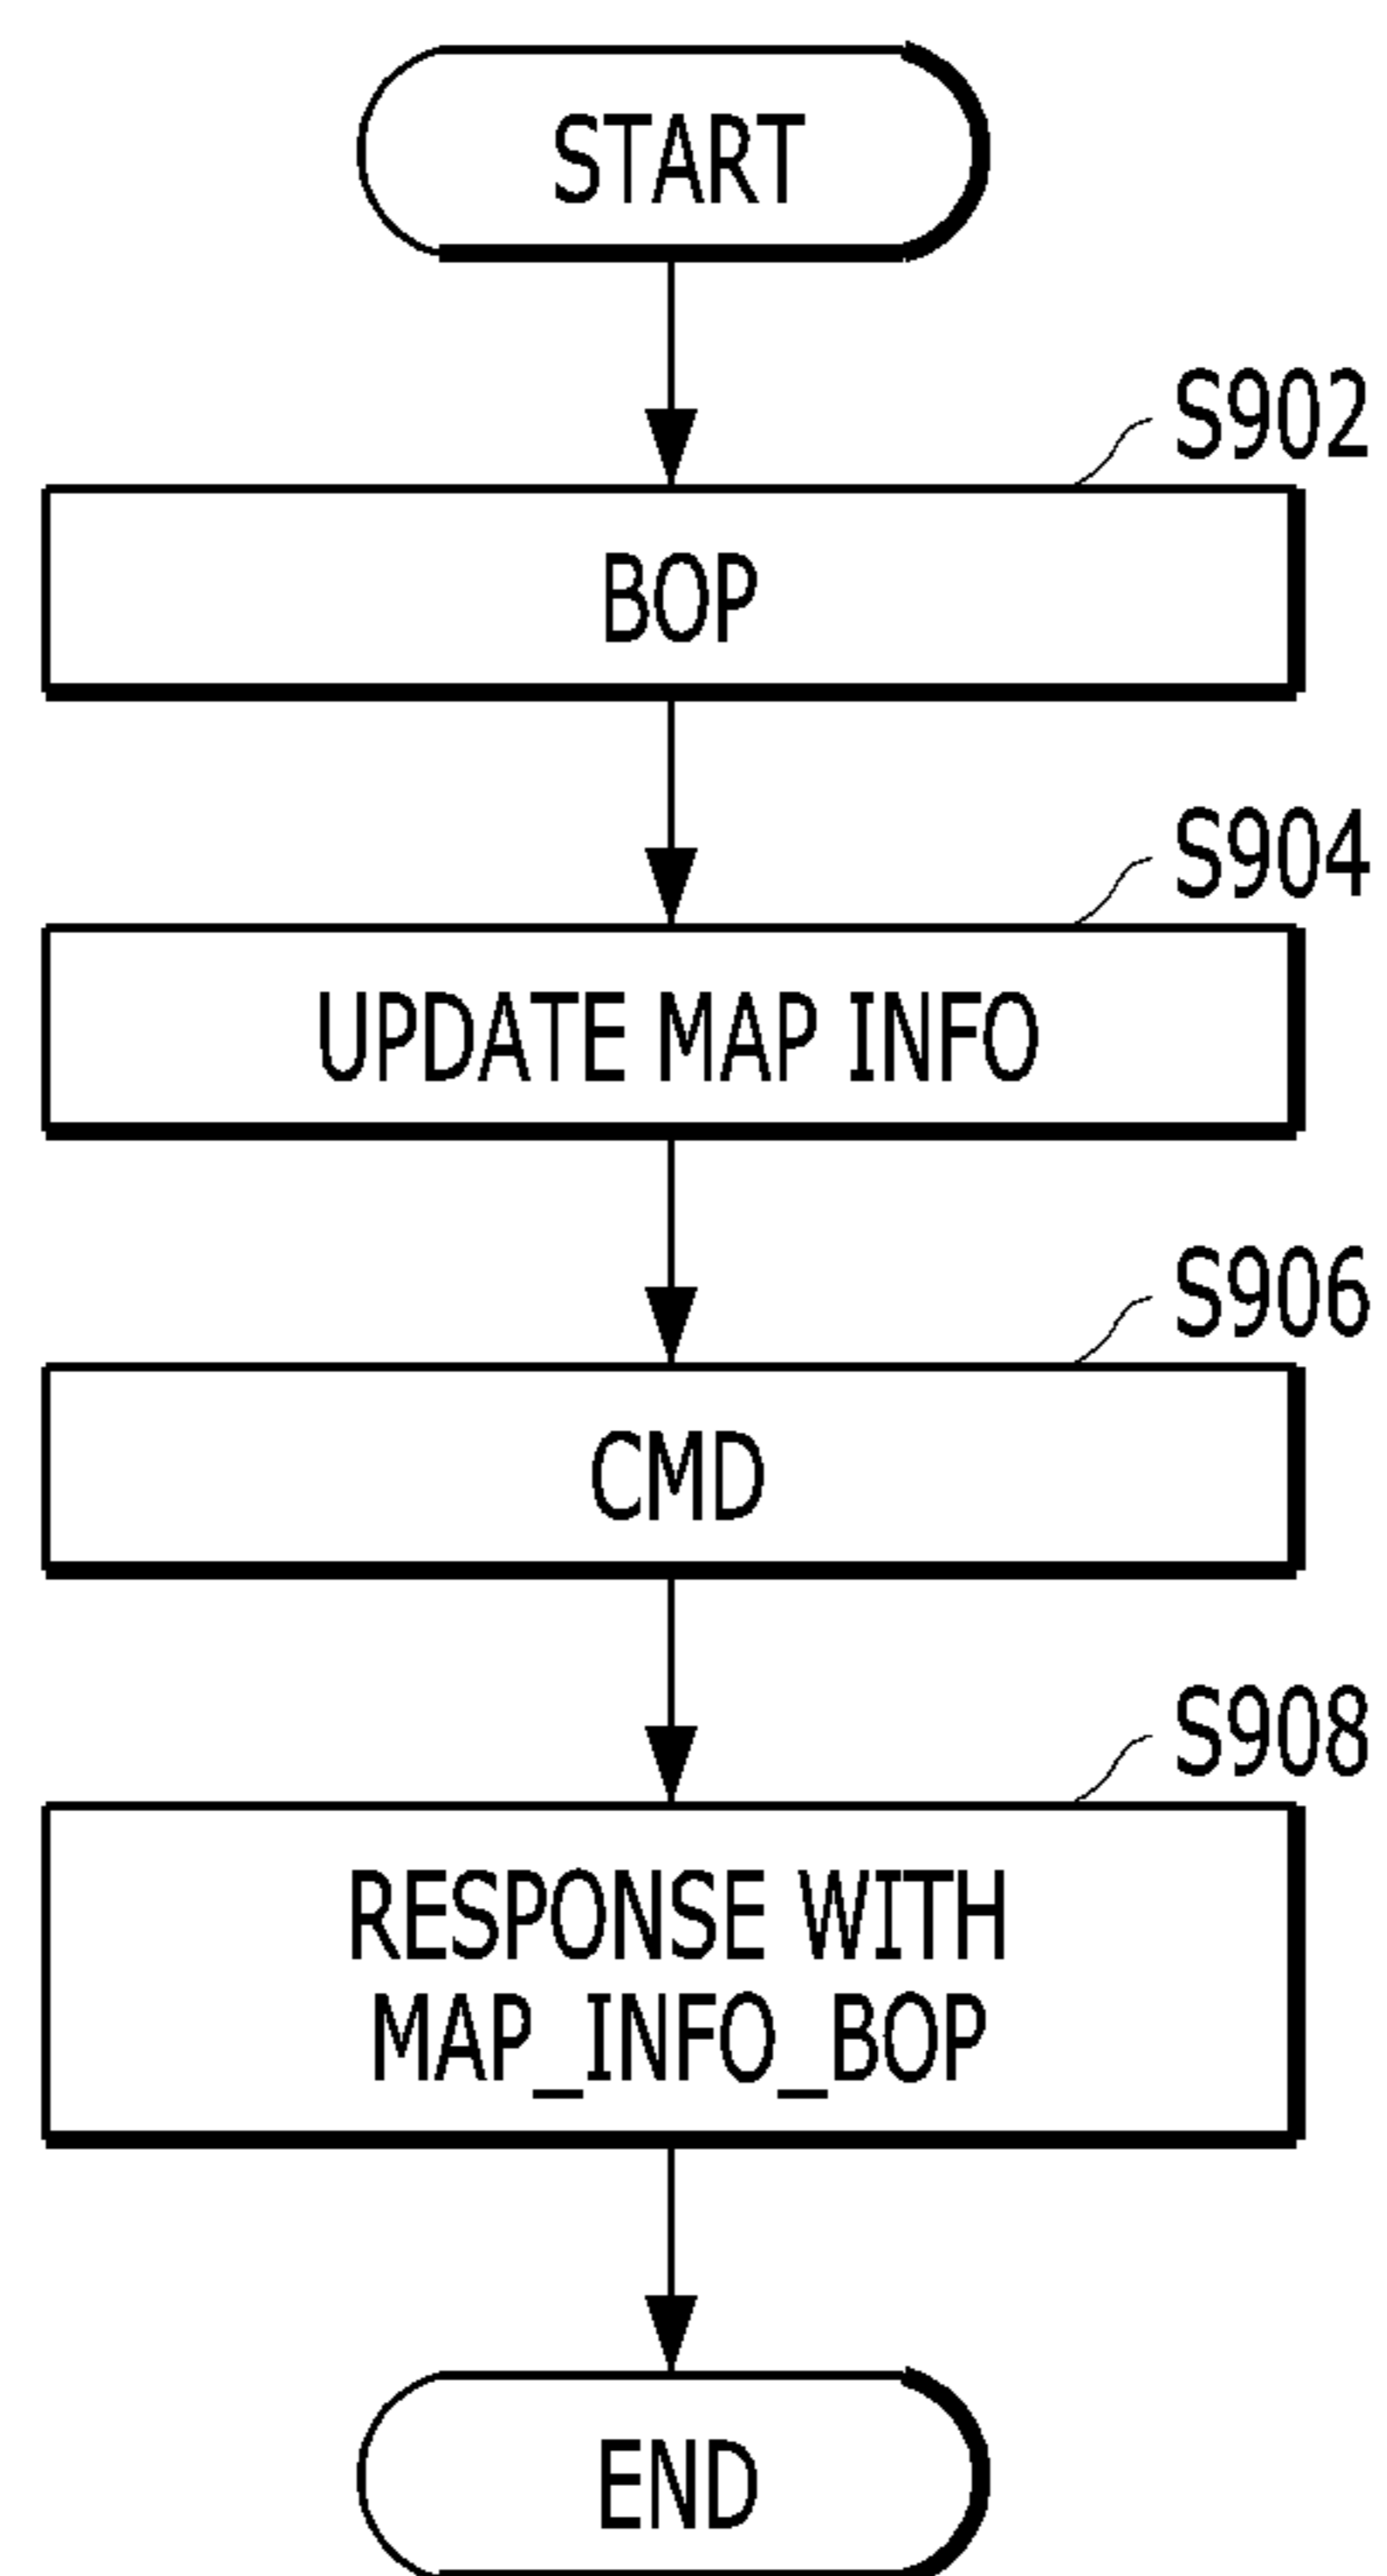 START
S902
BOP
S904
UPDATE MAP INFO
S906
CMD
S908
RESPONSE WITH
MAP_INFO_BOP
END